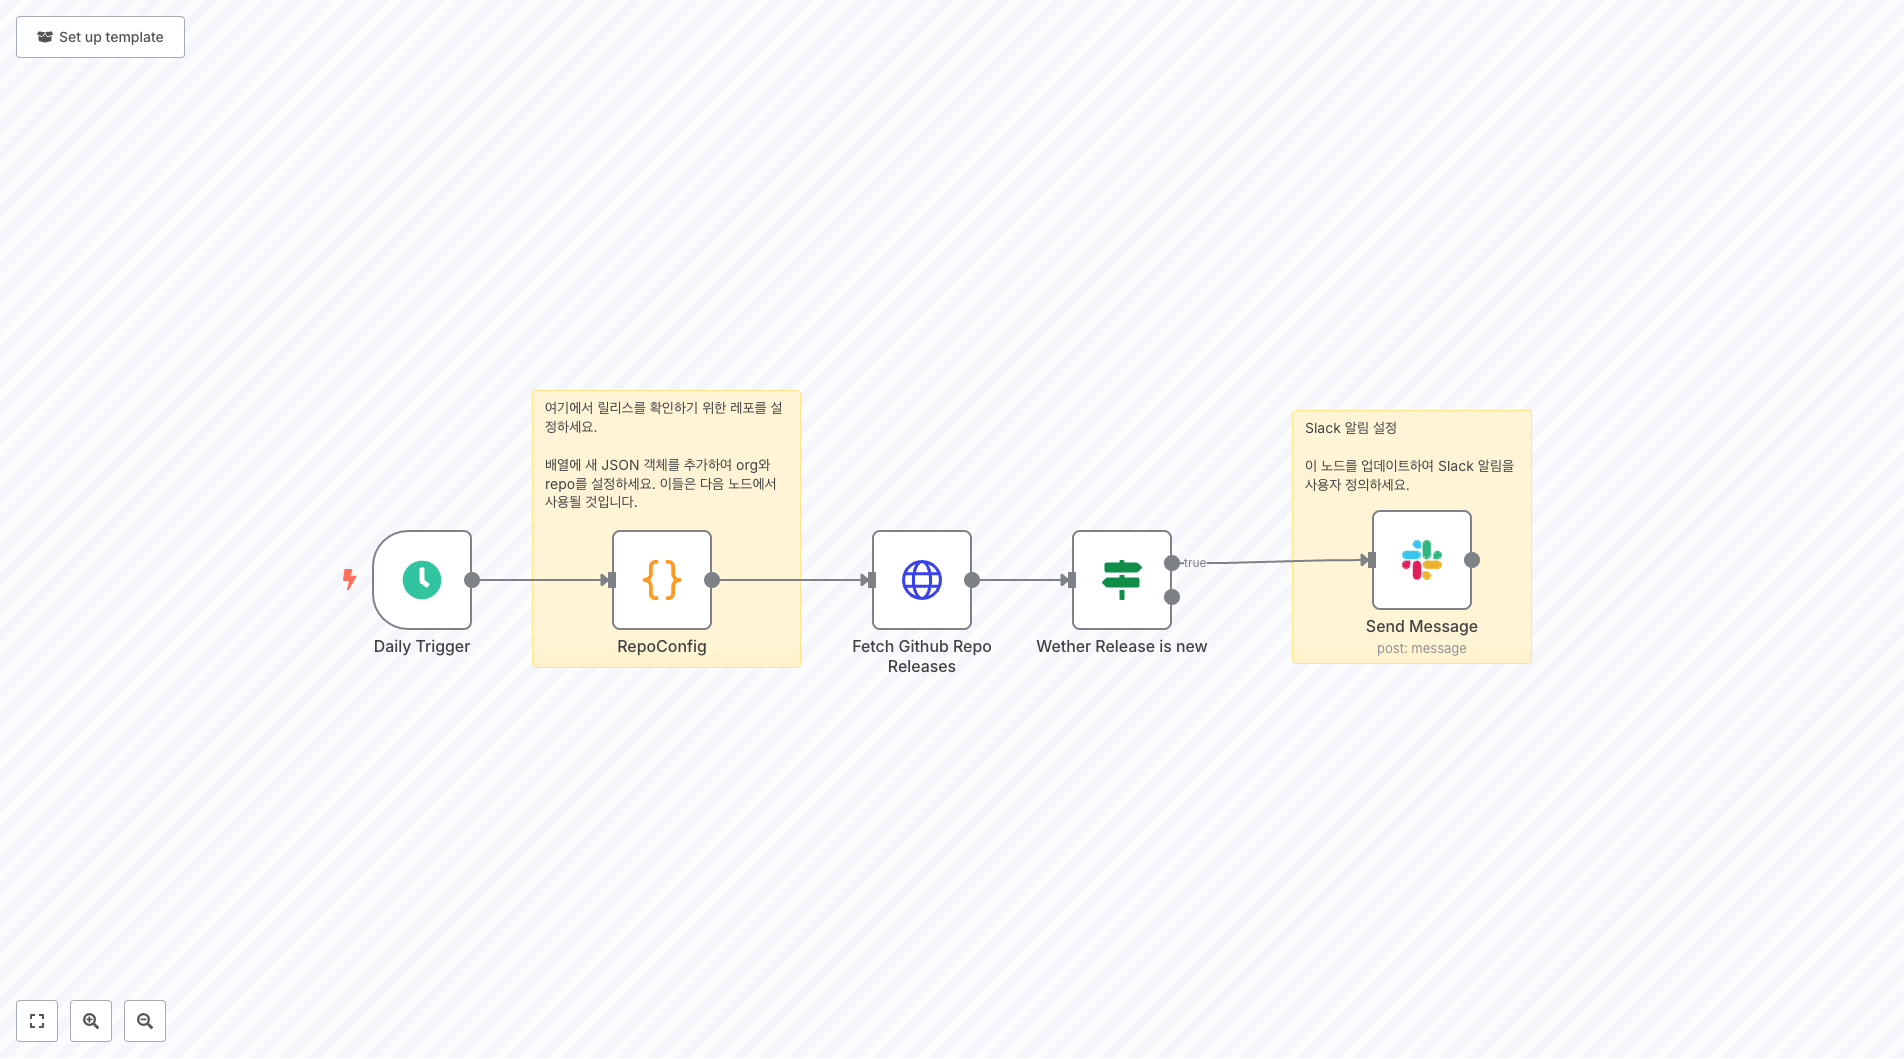 Set up template
여기에서 릴리스를 확인하기 위한 레포를 설
정하세요.
배열에 새 JSON 객체를 추가하여 org와
repo를 설정하세요. 이들은 다음 노드에서
사용될 것입니다.
Slack 알림 설정
이 노드를 업데이트하여 Slack 알림을
사용자 정의하세요.
true
Daily Trigger
RepoConfig
Fetch Github Repo
Releases
Wether Release is new
Send Message
post: message